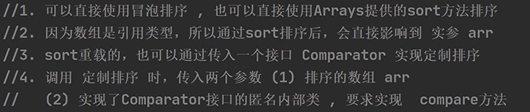 //1. 可以直接使用冒泡排序 , 也可以直接使用Arrays提供的sort方法排序
//2. 因为数组是引用类型，所以通过sort排序后，会直接影响到 实参 arr
//3. sort重载的，也可以通过传入一个接口 Comparator 实现定制排序
//4. 调用 定制排序 时，传入两个参数 (1) 排序的数组 arr
//   (2) 实现了Comparator接口的匿名内部类 , 要求实现  compare方法